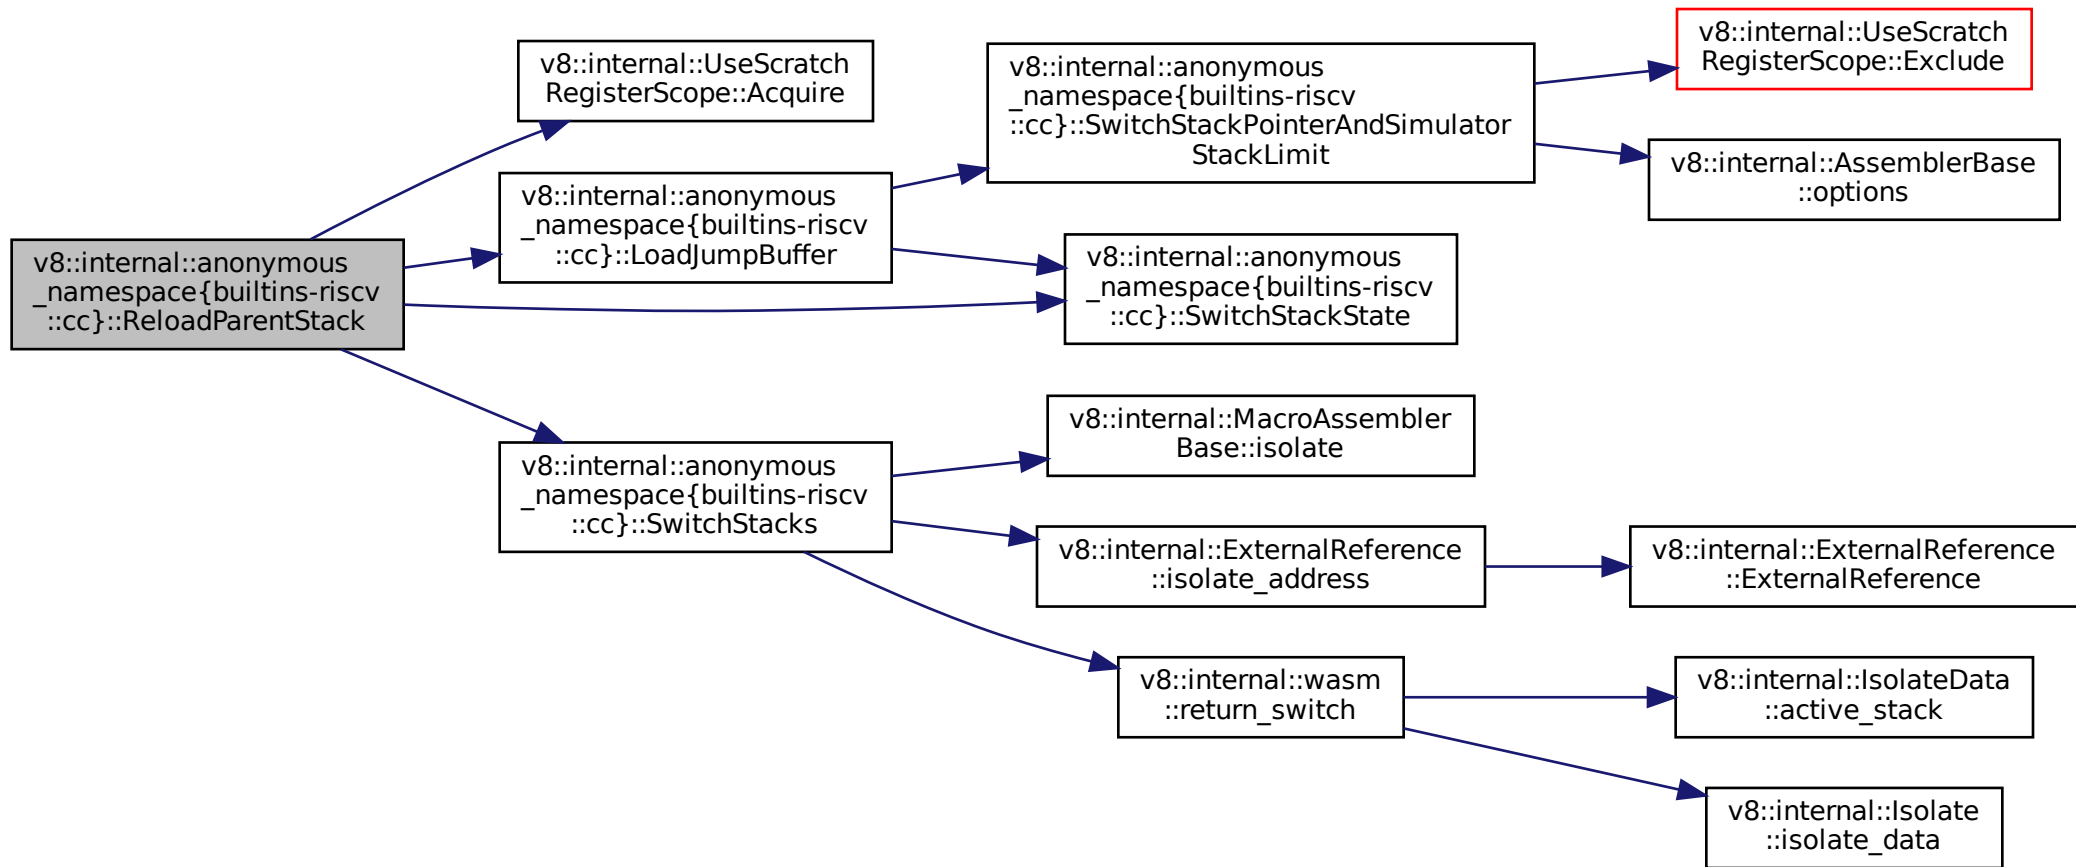 v8::internal::anonymous
_namespace{builtins-riscv
::cc}::ReloadParentStack
v8::internal::UseScratch
RegisterScope::Acquire
v8::internal::anonymous
_namespace{builtins-riscv
::cc}::LoadJumpBuffer
v8::internal::anonymous
_namespace{builtins-riscv
::cc}::SwitchStackPointerAndSimulator
StackLimit
v8::internal::UseScratch
RegisterScope::Exclude
v8::internal::AssemblerBase
::options
v8::internal::anonymous
_namespace{builtins-riscv
::cc}::SwitchStackState
v8::internal::anonymous
_namespace{builtins-riscv
::cc}::SwitchStacks
v8::internal::MacroAssembler
Base::isolate
v8::internal::ExternalReference
::isolate_address
v8::internal::ExternalReference
::ExternalReference
v8::internal::wasm
::return_switch
v8::internal::IsolateData
::active_stack
v8::internal::Isolate
::isolate_data